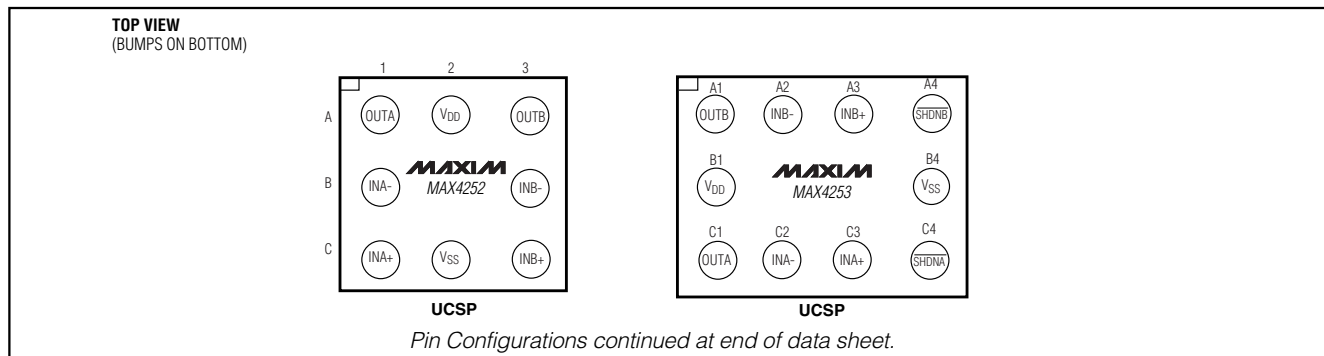 TOP VIEW
(BUMPS ON BOTTOM)
1 2 3
A OUTA VDD OUTB
B INA- INB-
MAXIM
MAX4252
C INA+ VSS INB+
UCSP
A1 A2 A3 A4
OUTB INB- INB+ SHDNB
B1 B4
VDD VSS
MAXIM
MAX4253
C1 C2 C3 C4
OUTA INA- INA+ SHDNA
UCSP
Pin Configurations continued at end of data sheet.